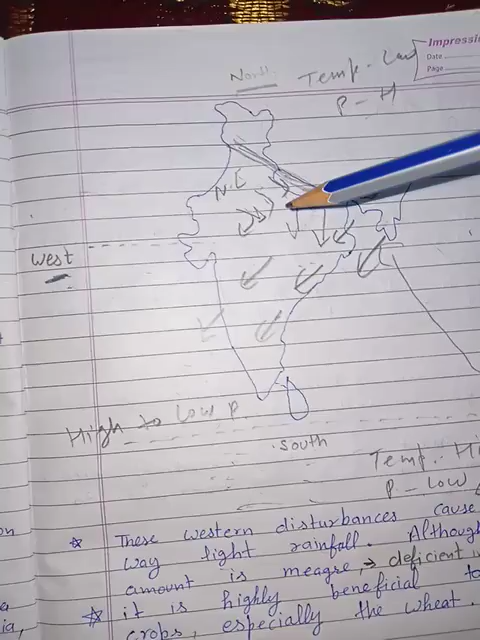 Impressi
Date
Page
North
Temp.- Low
P - H
N.E
West
High to Low P
South
Temp.- Hi
P - Low
* These western disturbances cause
way light rainfall. Although
amount is meagre, → deficient
* it is highly beneficial to
crops, especially the wheat.